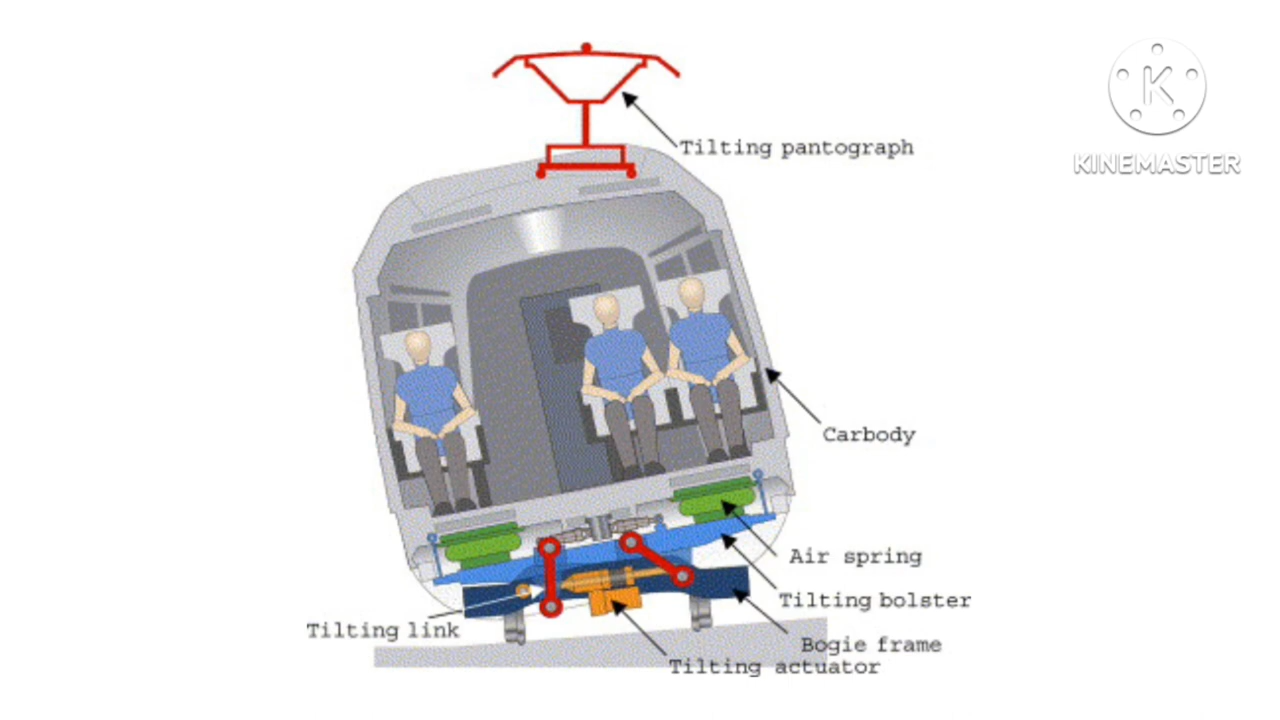 K
KINEMASTER
Tilting pantograph
Carbody
Air spring
Tilting bolster
Tilting link
Bogie frame
Tilting actuator